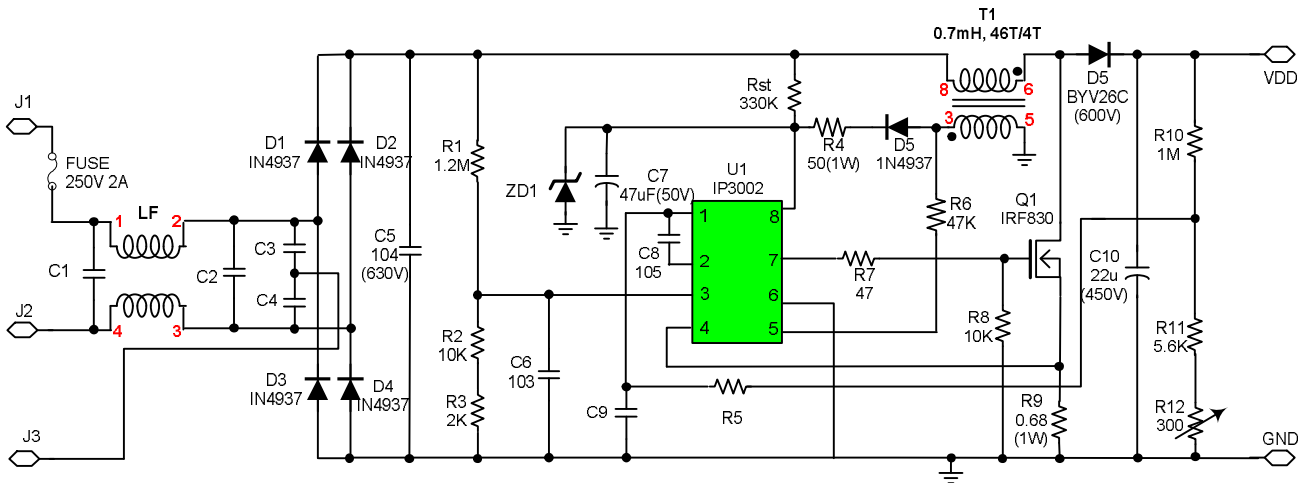 T1
0.7mH, 46T/4T
8
6
3
5
D5
BYV26C
(600V)
VDD
Rst
330K
J1
FUSE
250V 2A
D1
IN4937
D2
IN4937
R1
1.2M
ZD1
C7
47uF(50V)
R4
50(1W)
D5
1N4937
R10
1M
U1
IP3002
R6
47K
Q1
IRF830
LF
1
2
4
3
C1
C2
C3
C4
C5
104
(630V)
C8
105
1
2
3
4
8
7
6
5
R7
47
C10
22u
(450V)
J2
R2
10K
R8
10K
R11
5.6K
D3
IN4937
D4
IN4937
R3
2K
C6
103
C9
R5
R9
0.68
(1W)
R12
300
J3
GND